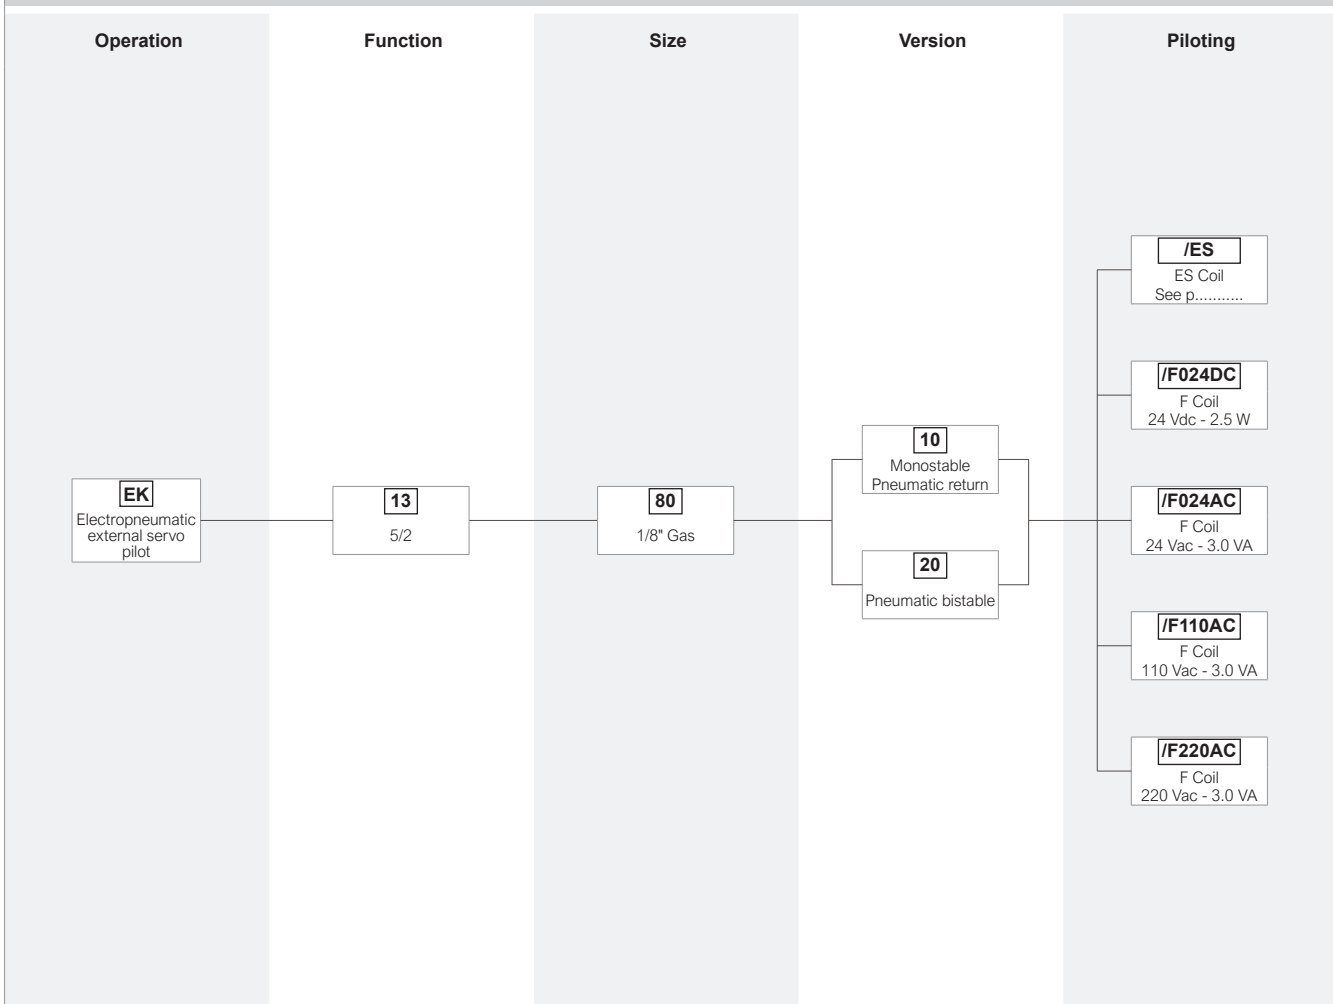 Operation
Function
Size
Version
Piloting
EK
Electropneumatic
external servo
pilot
13
5/2
80
1/8" Gas
10
Monostable
Pneumatic return
20
Pneumatic bistable
/ES
ES Coil
See p...........
/F024DC
F Coil
24 Vdc - 2.5 W
/F024AC
F Coil
24 Vac - 3.0 VA
/F110AC
F Coil
110 Vac - 3.0 VA
/F220AC
F Coil
220 Vac - 3.0 VA